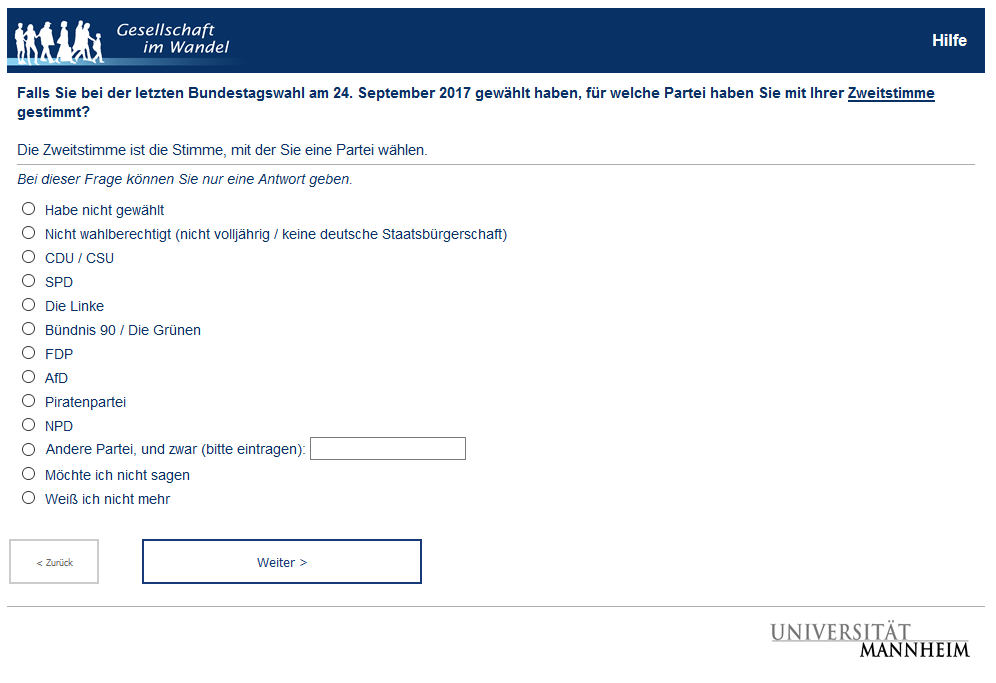 Gesellschaft
im Wandel
Hilfe
Falls Sie bei der letzten Bundestagswahl am 24. September 2017 gewählt haben, für welche Partei haben Sie mit Ihrer Zweitstimme
gestimmt?
Die Zweitstimme ist die Stimme, mit der Sie eine Partei wählen.
Bei dieser Frage können Sie nur eine Antwort geben.
Habe nicht gewählt
Nicht wahlberechtigt (nicht volljährig / keine deutsche Staatsbürgerschaft)
CDU / CSU
SPD
Die Linke
Bündnis 90 / Die Grünen
FDP
AfD
Piratenpartei
NPD
Andere Partei, und zwar (bitte eintragen):
Möchte ich nicht sagen
Weiß ich nicht mehr
< Zurück
Weiter >
UNIVERSITÄT
MANNHEIM